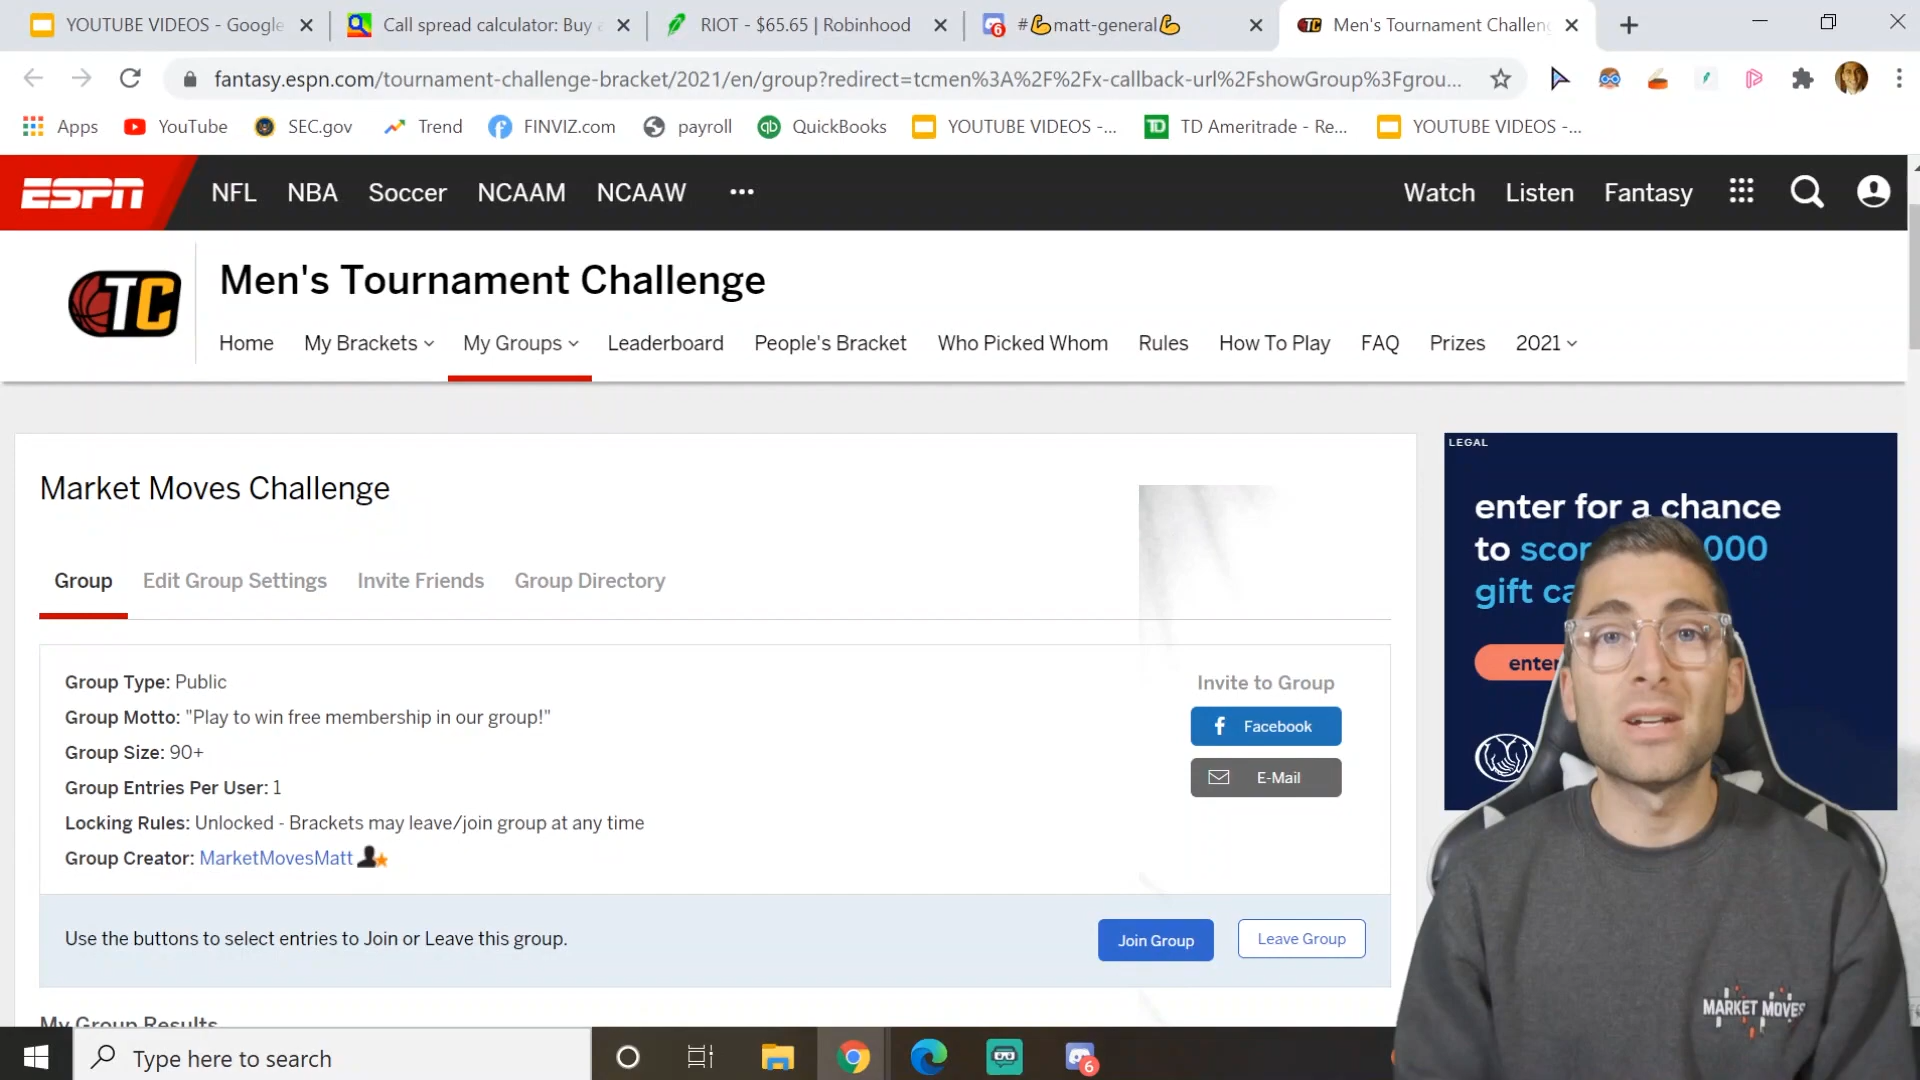 YOUTUBE VIDEOS - Google
Call spread calculator: Buy a
RIOT - $65.65 | Robinhood
#💪matt-general💪
Men's Tournament Challen
fantasy.espn.com/tournament-challenge-bracket/2021/en/group?redirect=tcmen%3A%2F%2Fx-callback-url%2FshowGroup%3Fgrou...
Apps
YouTube
SEC.gov
Trend
FINVIZ.com
payroll
qb
QuickBooks
YOUTUBE VIDEOS -...
TD
TD Ameritrade - Re...
YOUTUBE VIDEOS -...
ESPN
NFL NBA Soccer NCAAM NCAAW ...
Watch Listen Fantasy
TC
Men's Tournament Challenge
Home My Brackets My Groups Leaderboard People's Bracket Who Picked Whom Rules How To Play FAQ Prizes 2021
Market Moves Challenge
Group Edit Group Settings Invite Friends Group Directory
Group Type: Public
Group Motto: "Play to win free membership in our group!"
Group Size: 90+
Group Entries Per User: 1
Locking Rules: Unlocked - Brackets may leave/join group at any time
Group Creator: MarketMovesMatt
Invite to Group
Facebook
E-Mail
Use the buttons to select entries to Join or Leave this group.
Join Group
Leave Group
My Group Results
LEGAL
enter for a chance
to 000
gift
enter
MARKET MOVES
Type here to search
6